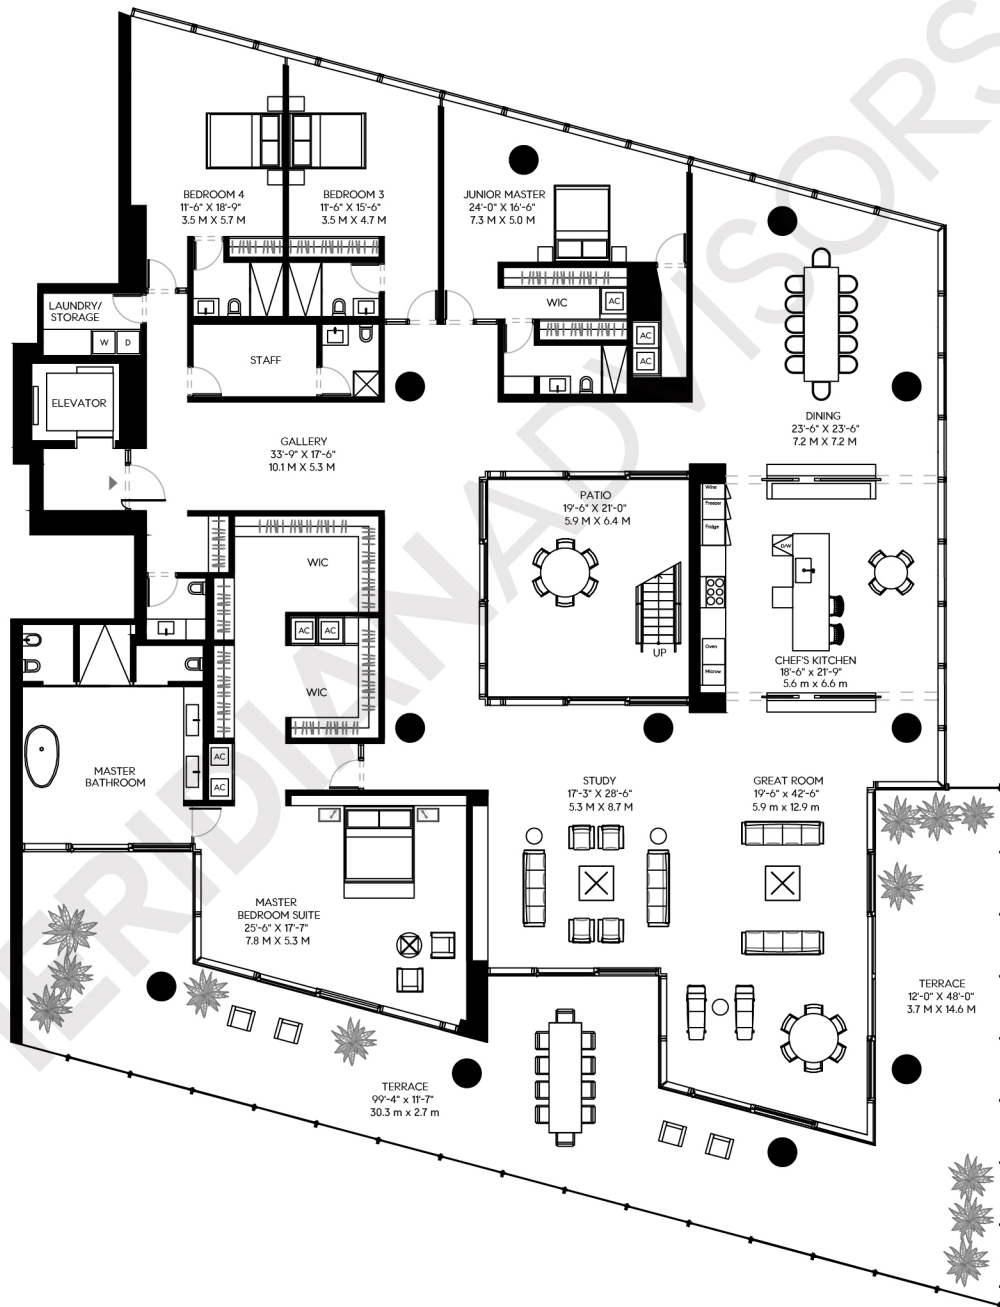 BEDROOM 4
11'-6" X 18'-9"
3.5 M X 5.7 M
BEDROOM 3
11'-6" X 15'-6"
3.5 M X 4.7 M
JUNIOR MASTER
24'-0" X 16'-6"
7.3 M X 5.0 M
WIC
AC
AC
AC
LAUNDRY/
STORAGE
W
D
STAFF
ELEVATOR
DINING
23'-6" X 23'-6"
7.2 M X 7.2 M
GALLERY
33'-9" X 17'-6"
10.1 M X 5.3 M
PATIO
19'-6" X 21'-0"
5.9 M X 6.4 M
UP
Wine
Freezer
Fridge
Oven
Microw
D/W
CHEF'S KITCHEN
18'-6" x 21'-9"
5.6 m x 6.6 m
WIC
AC
AC
WIC
AC
AC
MASTER
BATHROOM
STUDY
17'-3" X 28'-6"
5.3 M X 8.7 M
GREAT ROOM
19'-6" x 42'-6"
5.9 m x 12.9 m
MASTER
BEDROOM SUITE
25'-6" X 17'-7"
7.8 M X 5.3 M
TERRACE
12'-0" X 48'-0"
3.7 M X 14.6 M
TERRACE
99'-4" x 11'-7"
30.3 m x 2.7 m
MERIDIAN ADVISORS